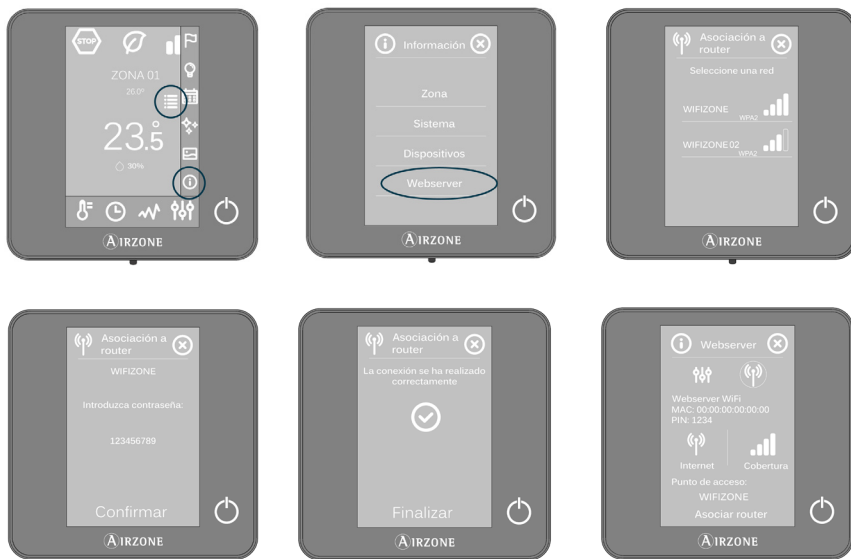 STOP
ZONA 01
26.0°
23.5°
30%
AIRZONE
Información
Zona
Sistema
Dispositivos
Webserver
AIRZONE
Asociación a
router
Seleccione una red
WIFIZONE
WPA2
WIFIZONE 02
WPA2
AIRZONE
Asociación a
router
WIFIZONE
Introduzca contraseña:
123456789
Confirmar
AIRZONE
Asociación a
router
La conexión se ha realizado
correctamente
Finalizar
AIRZONE
Webserver
Webserver WiFi
MAC: 00:00:00:00:00:00
PIN: 1234
Internet Cobertura
Punto de acceso:
WIFIZONE
Asociar router
AIRZONE